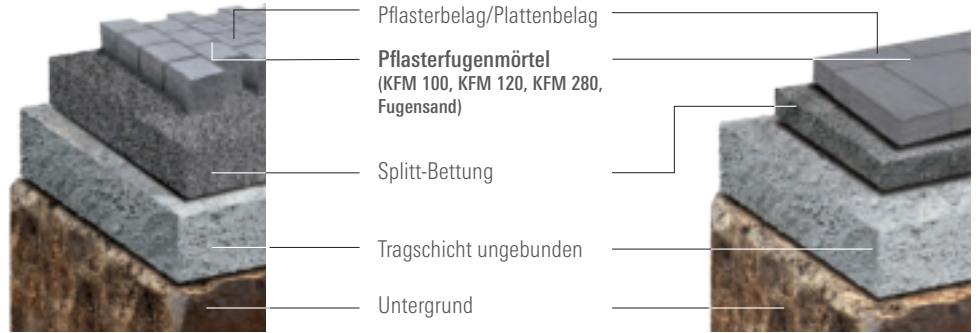 Pflasterbelag/Plattenbelag
Pflasterfugenmörtel
(KFM 100, KFM 120, KFM 280,
Fugensand)
Splitt-Bettung
Tragschicht ungebunden
Untergrund